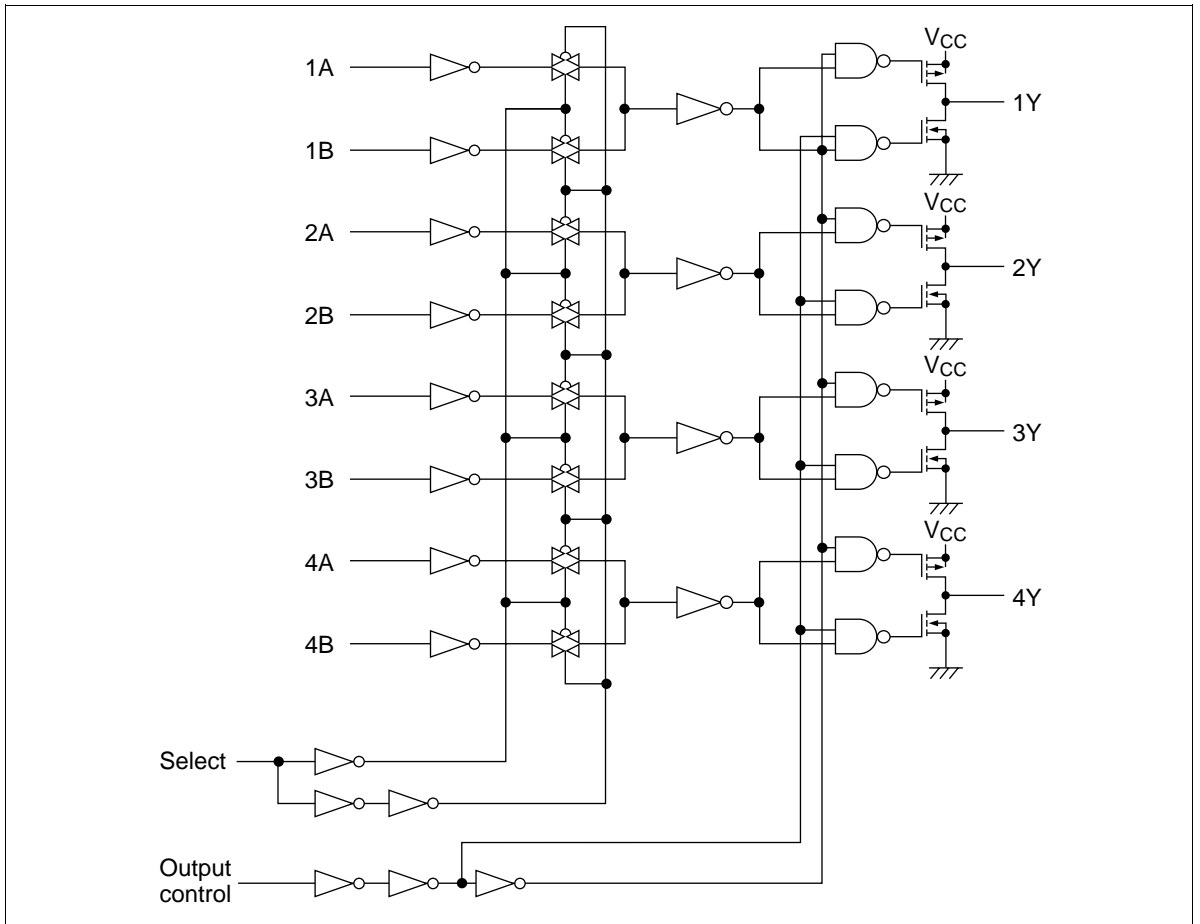 VCC
1A
1Y
1B
VCC
2A
2Y
2B
VCC
3A
3Y
3B
VCC
4A
4Y
4B
Select
Output
control